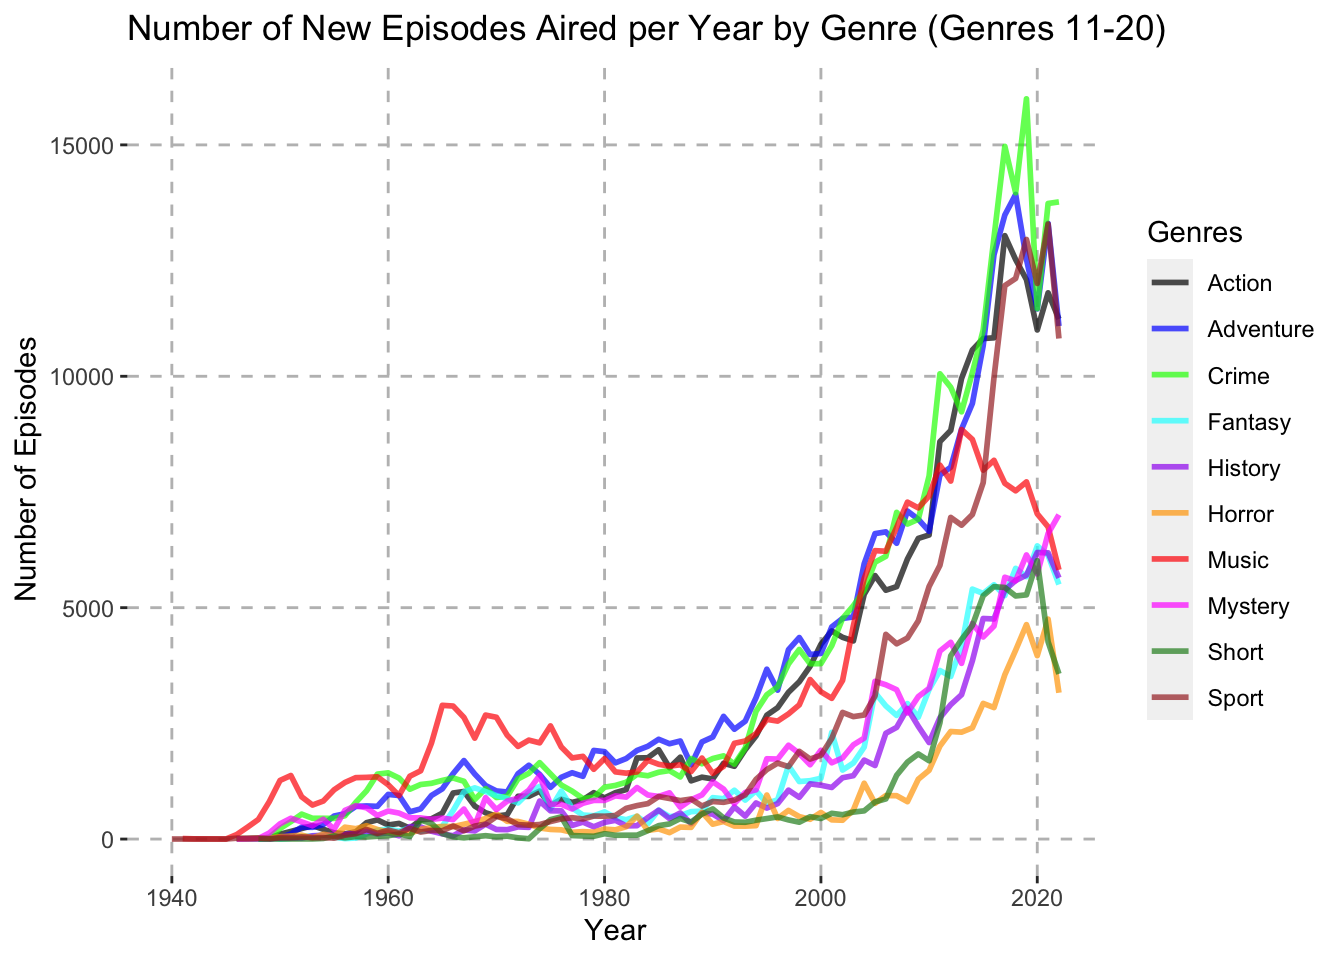 Number of New Episodes Aired per Year by Genre (Genres 11-20)
Number of Episodes
15000
10000
5000
0
1940
1960
1980
2000
2020
Year
Genres
Action
Adventure
Crime
Fantasy
History
Horror
Music
Mystery
Short
Sport